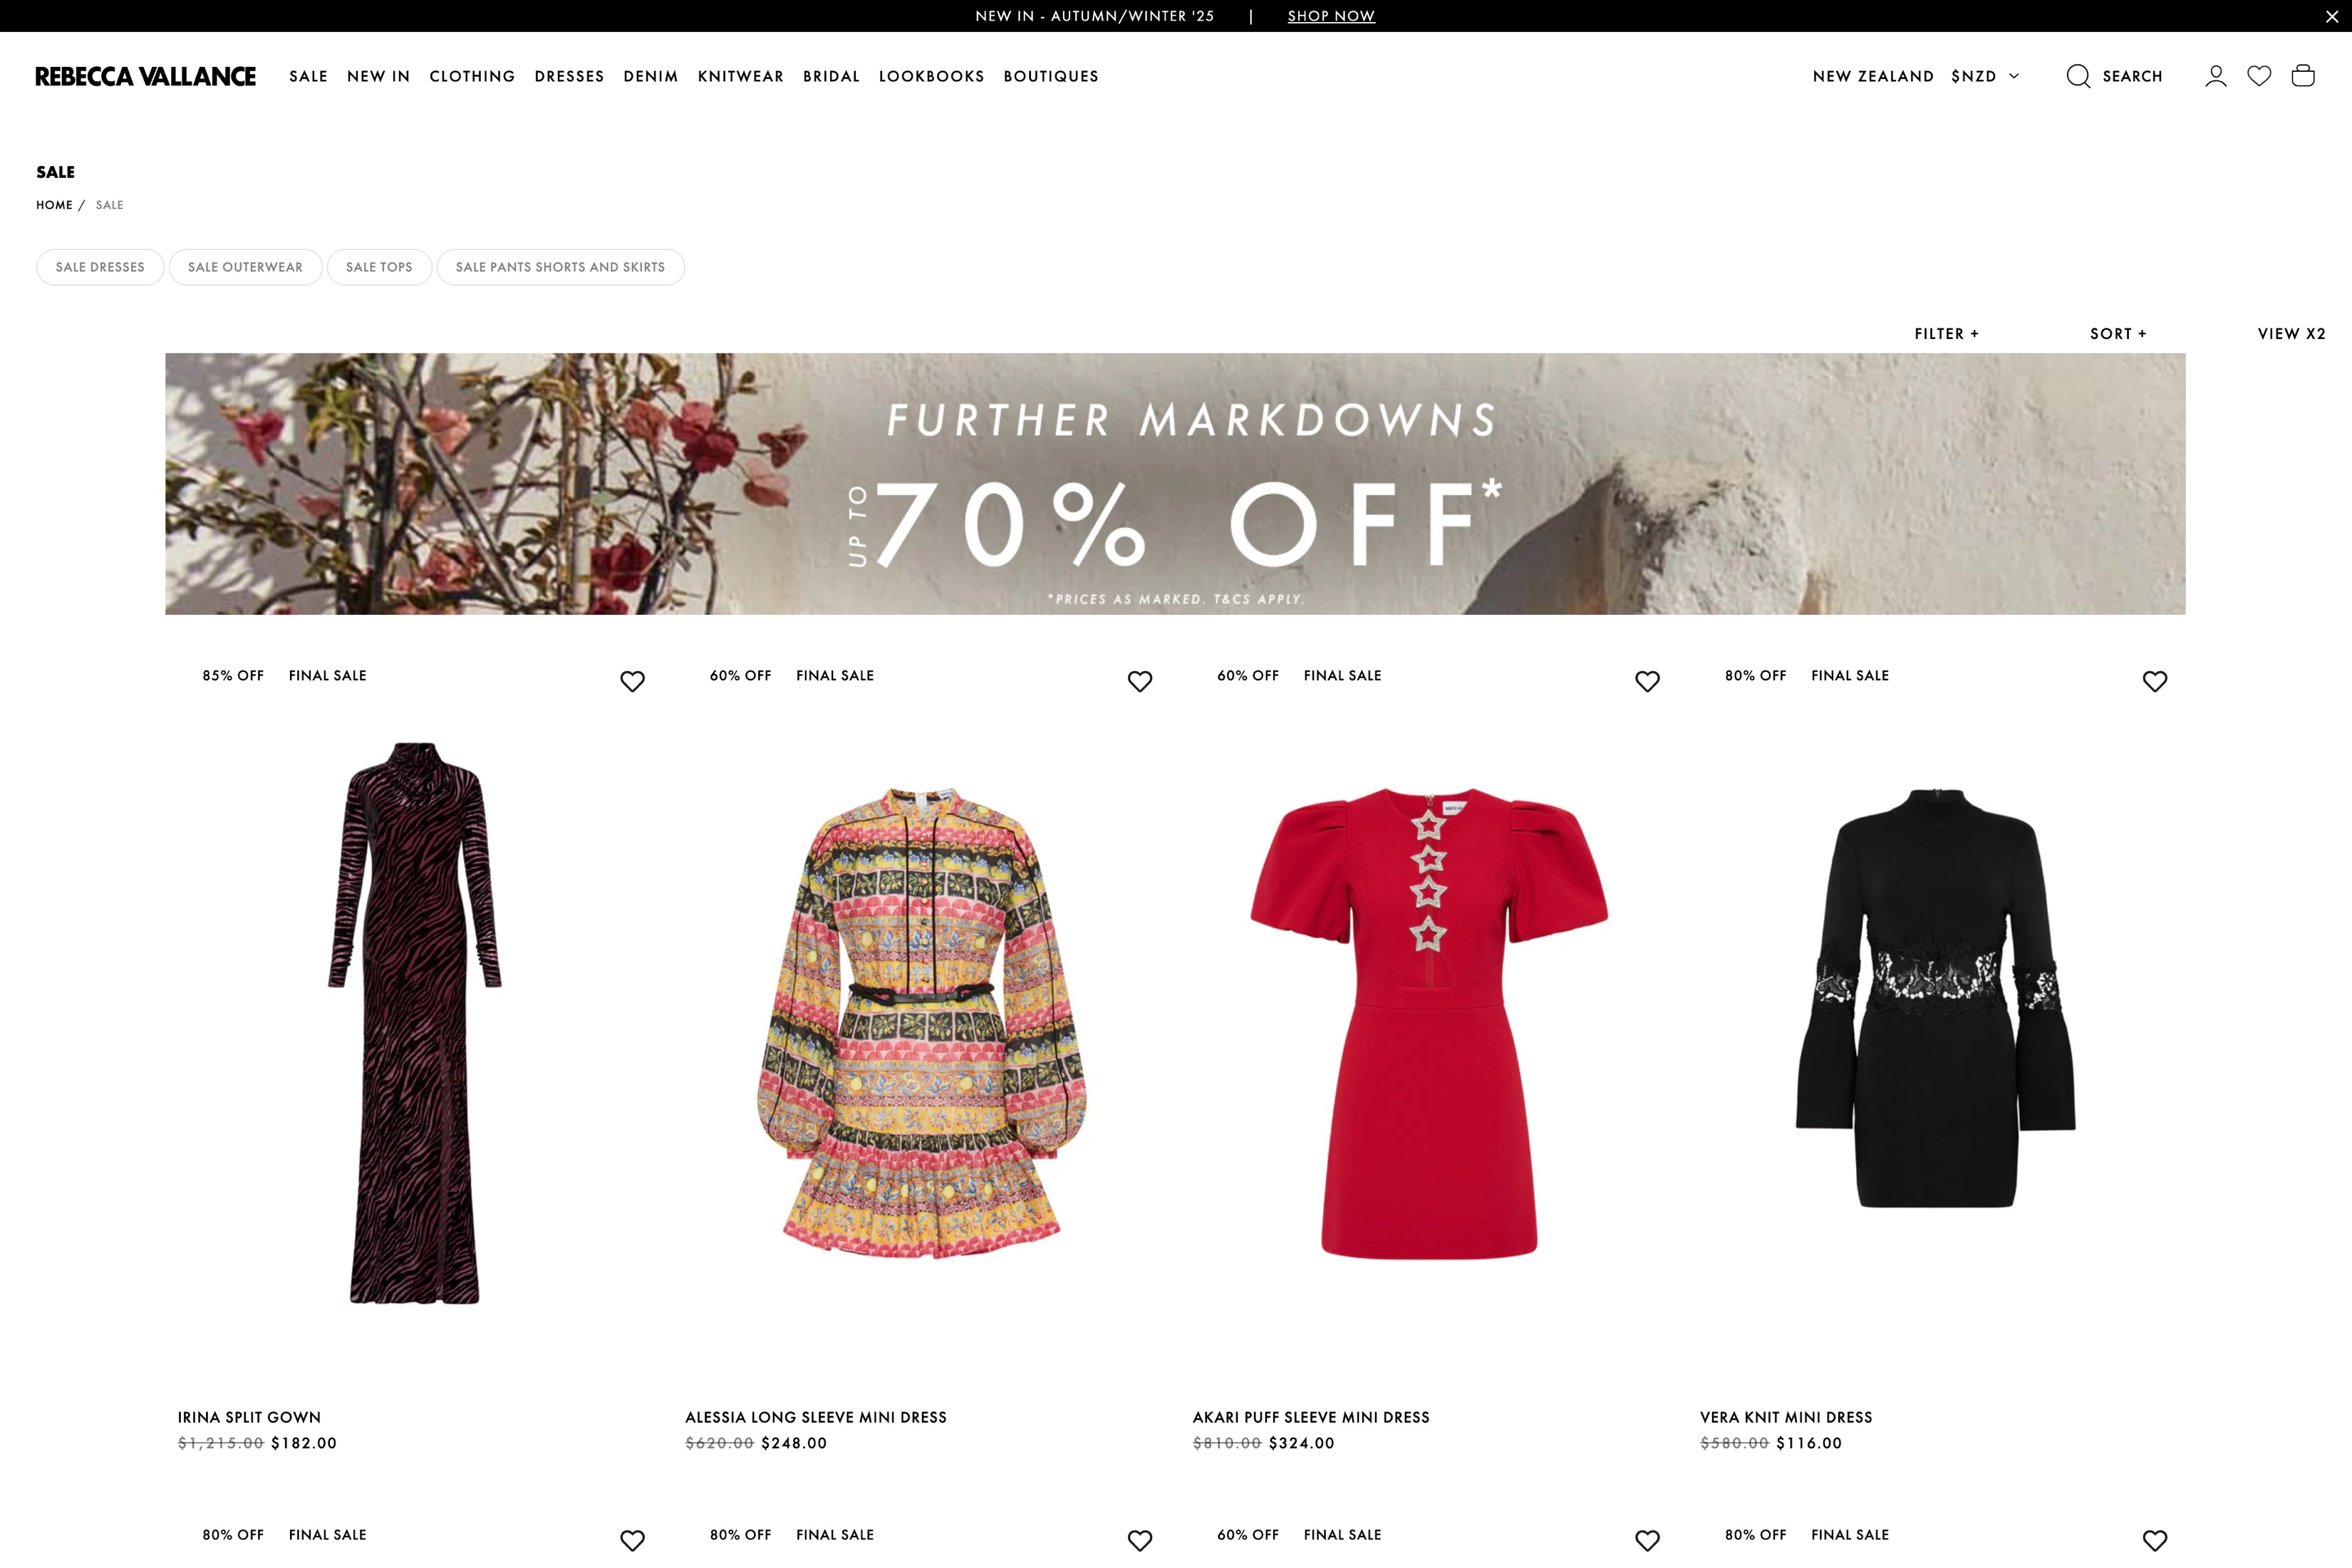 NEW IN - AUTUMN/WINTER '25 | SHOP NOW
REBECCA VALLANCE SALE NEW IN CLOTHING DRESSES DENIM KNITWEAR BRIDAL LOOKBOOKS BOUTIQUES NEW ZEALAND $NZD SEARCH
SALE
HOME / SALE
SALE DRESSES SALE OUTERWEAR SALE TOPS SALE PANTS SHORTS AND SKIRTS
FILTER + SORT + VIEW X2
FURTHER MARKDOWNS
UP TO 70% OFF*
*PRICES AS MARKED. T&CS APPLY.
85% OFF FINAL SALE 60% OFF FINAL SALE 60% OFF FINAL SALE 80% OFF FINAL SALE
IRINA SPLIT GOWN ALESSIA LONG SLEEVE MINI DRESS AKARI PUFF SLEEVE MINI DRESS VERA KNIT MINI DRESS
$1,215.00 $182.00 $620.00 $248.00 $810.00 $324.00 $580.00 $116.00
80% OFF FINAL SALE 80% OFF FINAL SALE 60% OFF FINAL SALE 80% OFF FINAL SALE